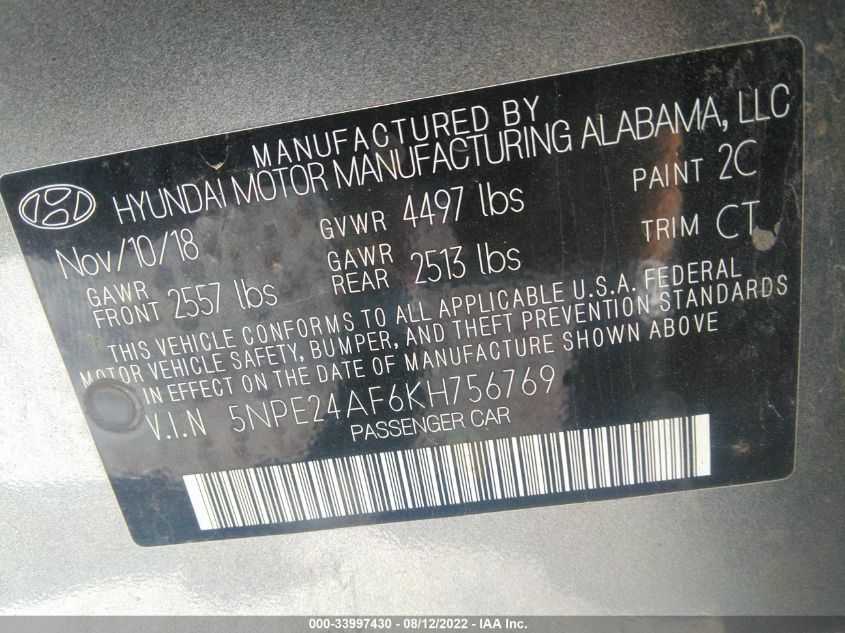 MANUFACTURED BY
HYUNDAI MOTOR MANUFACTURING ALABAMA, LLC
Nov/10/18 GVWR 4497 lbs PAINT 2C
GAWR FRONT 2557 lbs GAWR REAR 2513 lbs TRIM CT
THIS VEHICLE CONFORMS TO ALL APPLICABLE U.S.A. FEDERAL
MOTOR VEHICLE SAFETY, BUMPER, AND THEFT PREVENTION STANDARDS
IN EFFECT ON THE DATE OF MANUFACTURE SHOWN ABOVE
V.I.N 5NPE24AF6KH756769
PASSENGER CAR
000-33997430 - 08/12/2022 - IAA Inc.